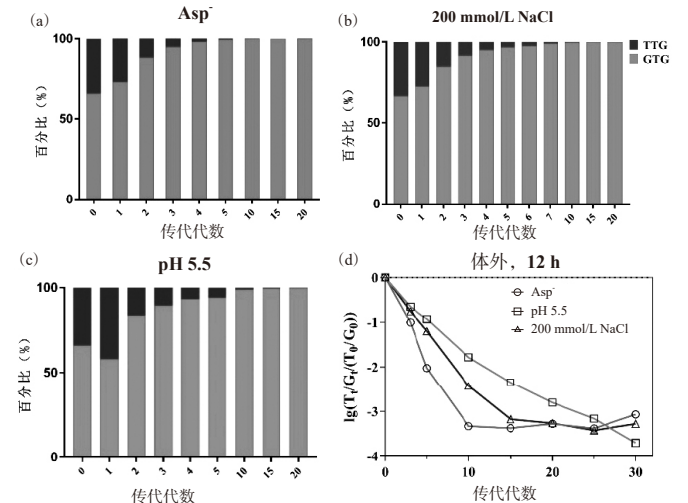 (a)
Asp⁻
100
50
0
百分比（%）
0 1 2 3 4 5 10 15 20
传代代数
(b)
200 mmol/L NaCl
100
50
0
百分比（%）
0 1 2 3 4 5 6 7 10 15 20
传代代数
TTG
GTG
(c)
pH 5.5
100
50
0
百分比（%）
0 1 2 3 4 5 10 15 20
传代代数
(d)
体外，12 h
0
-1
-2
-3
-4
lg(Tₜ/Gₜ/(T₀/G₀))
Asp⁻
pH 5.5
200 mmol/L NaCl
0 10 20 30
传代代数